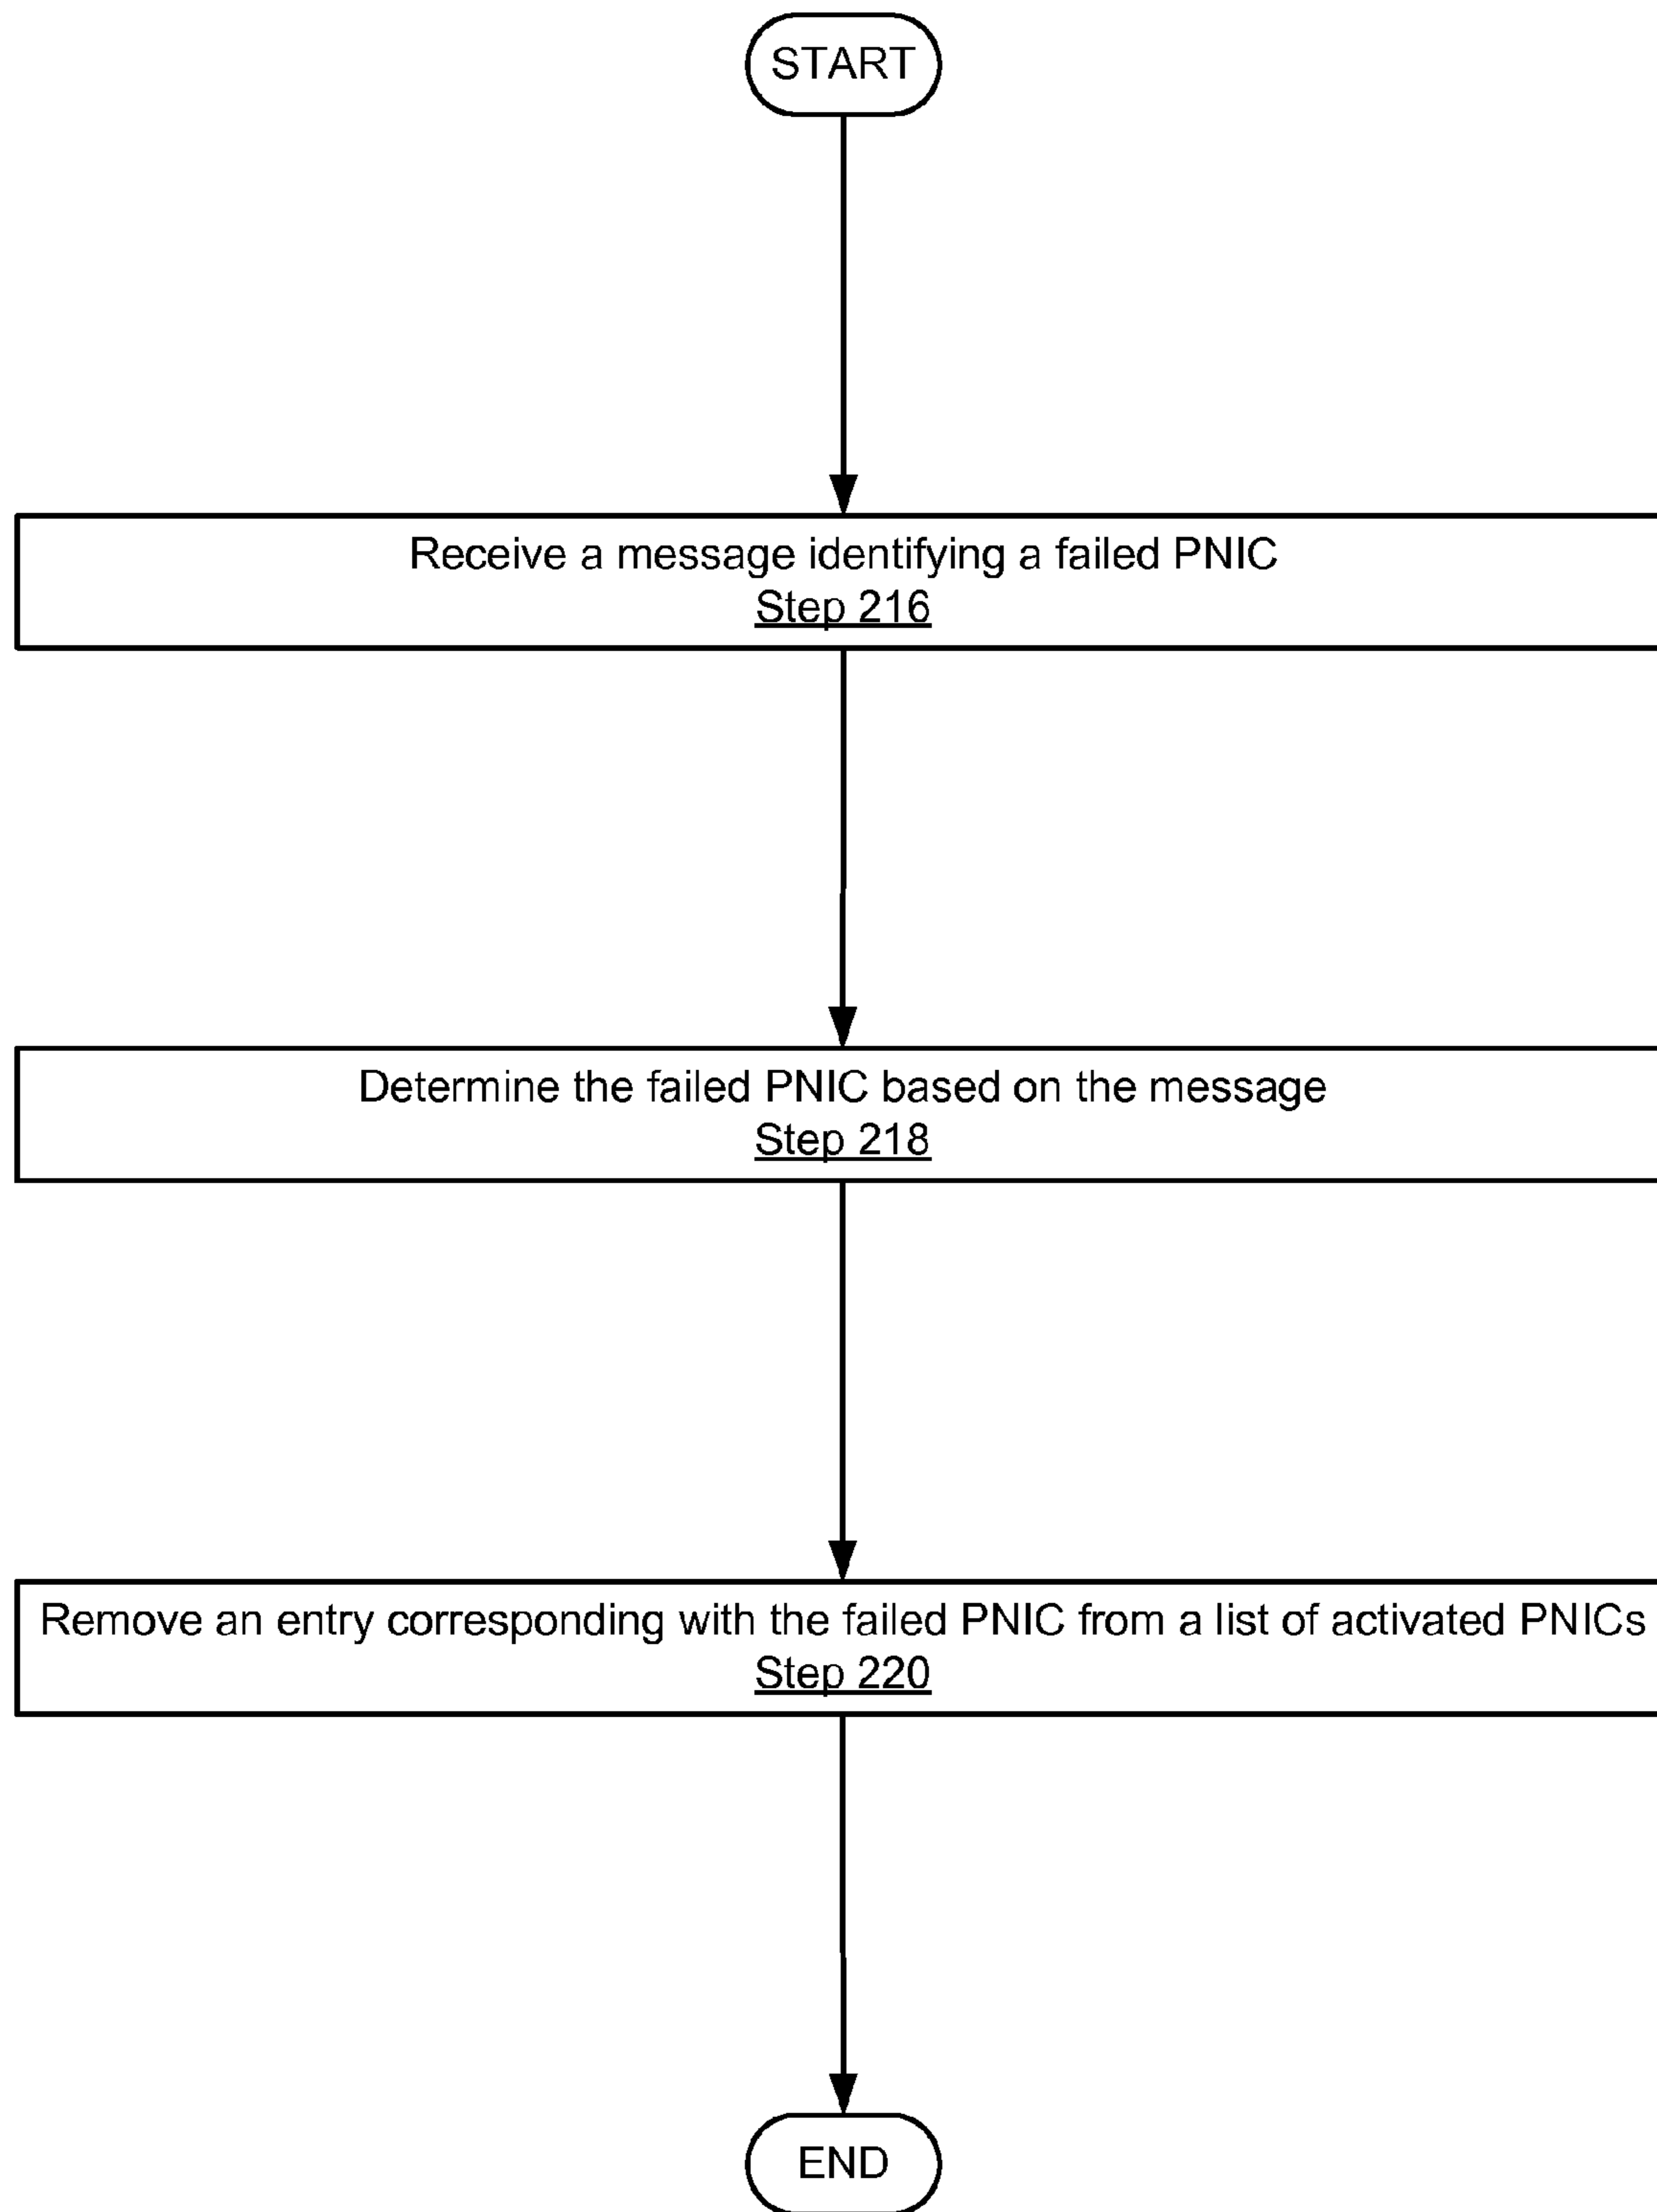 START
Receive a message identifying a failed PNIC
Step 216
Determine the failed PNIC based on the message
Step 218
Remove an entry corresponding with the failed PNIC from a list of activated PNICs
Step 220
END